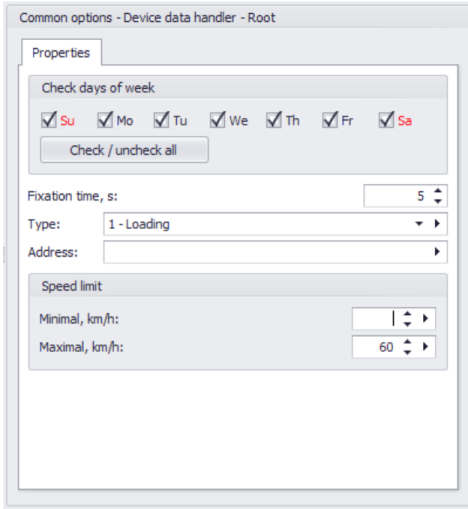 Common options - Device data handler - Root
Properties
Check days of week
Su Mo Tu We Th Fr Sa
Check / uncheck all
Fixation time, s: 5
Type: 1 - Loading
Address:
Speed limit
Minimal, km/h:
Maximal, km/h: 60